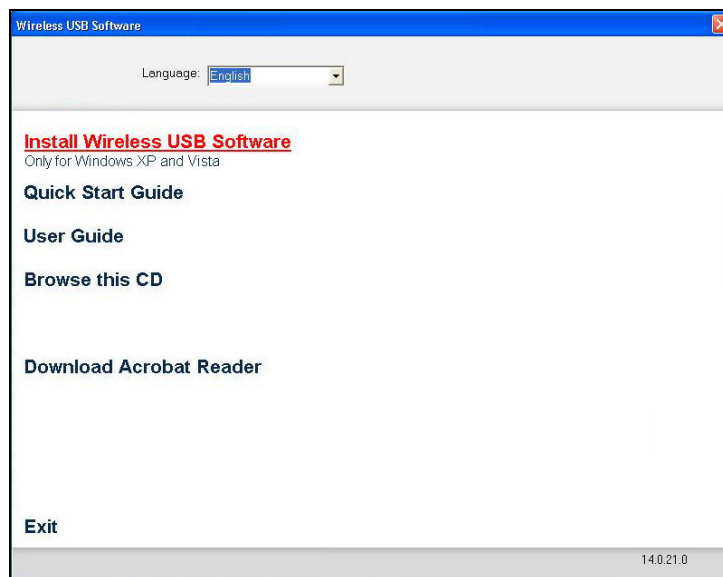 Wireless USB Software
Language: English
Install Wireless USB Software
Only for Windows XP and Vista
Quick Start Guide
User Guide
Browse this CD
Download Acrobat Reader
Exit
14.0.21.0